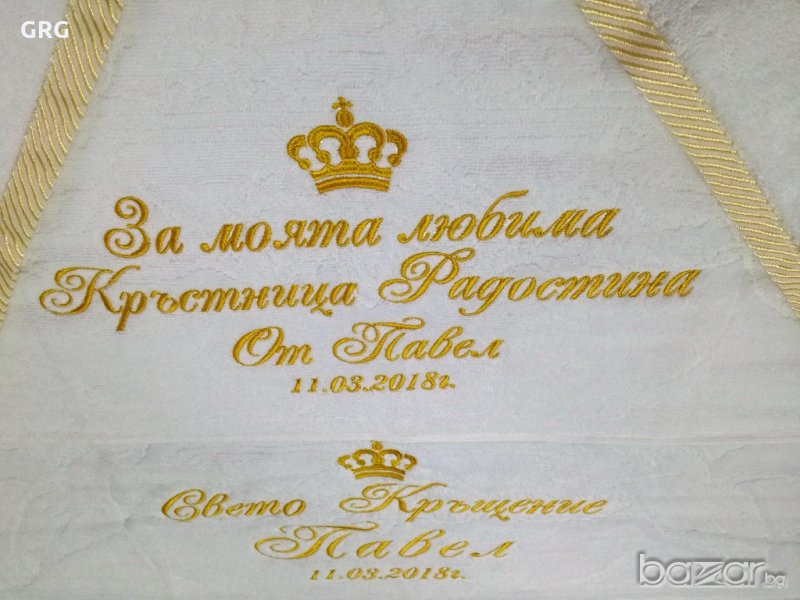 GRG
За моята любима
Кръстница Радостина
От Павел
11.03.2018г.
Свето Кръщение
Павел
11.03.2018г.
bazar.bg